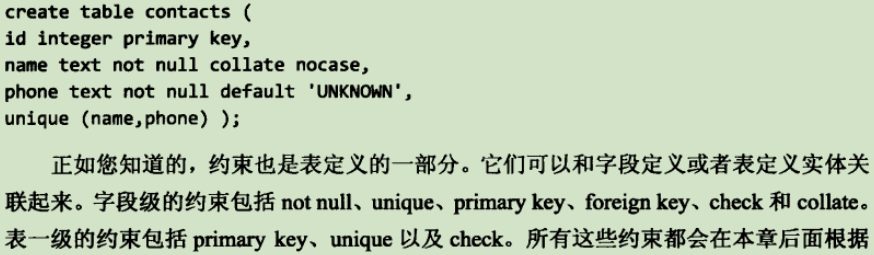 create table contacts (
id integer primary key,
name text not null collate nocase,
phone text not null default 'UNKNOWN',
unique (name,phone) );
正如您知道的，约束也是表定义的一部分。它们可以和字段定义或者表定义实体关
联起来。字段级的约束包括 not null、unique、primary key、foreign key、check 和 collate。
表一级的约束包括 primary key、unique 以及 check。所有这些约束都会在本章后面根据